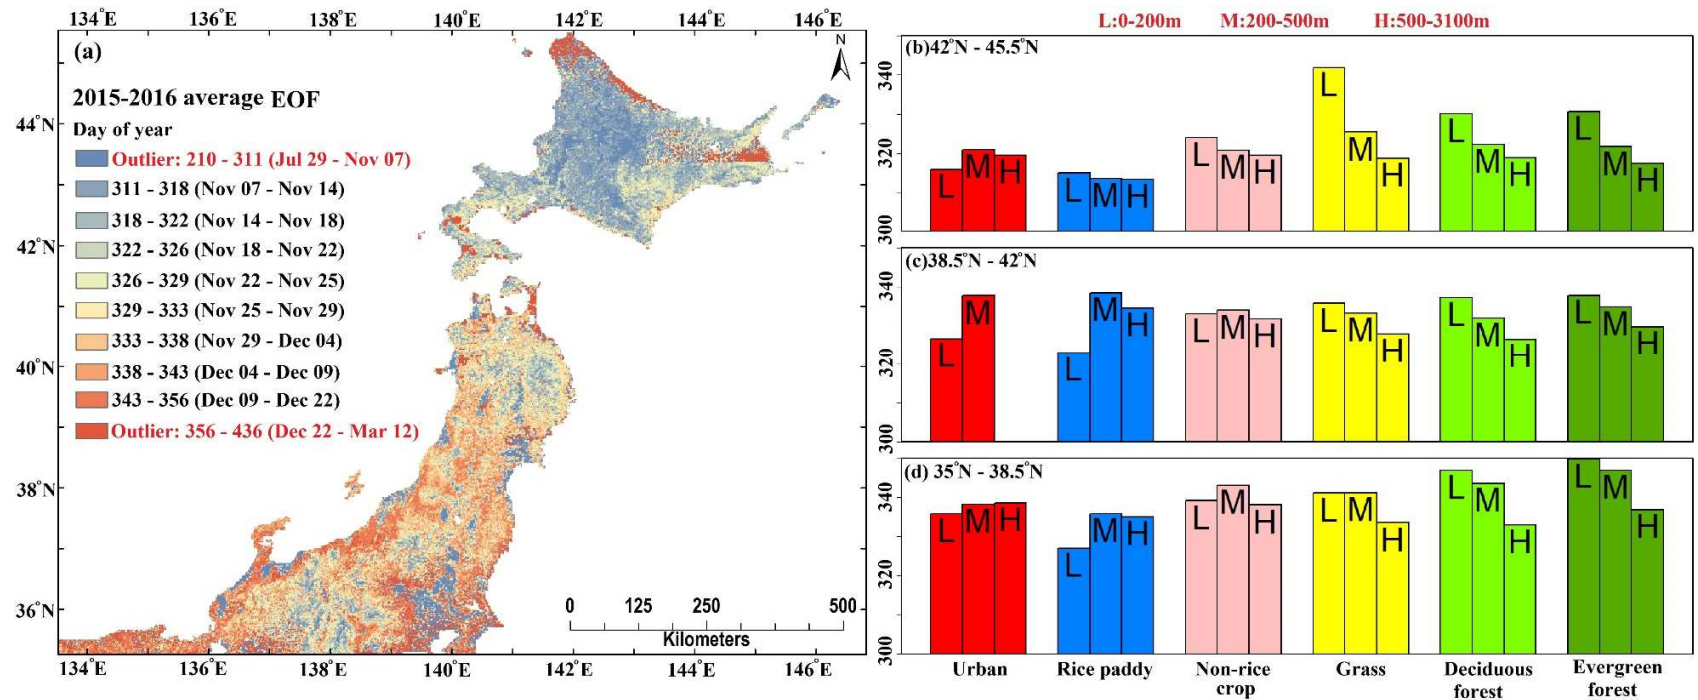 134°E 136°E 138°E 140°E 142°E 144°E 146°E
(a)
N
2015-2016 average EOF
Day of year
Outlier: 210 - 311 (Jul 29 - Nov 07)
311 - 318 (Nov 07 - Nov 14)
318 - 322 (Nov 14 - Nov 18)
322 - 326 (Nov 18 - Nov 22)
326 - 329 (Nov 22 - Nov 25)
329 - 333 (Nov 25 - Nov 29)
333 - 338 (Nov 29 - Dec 04)
338 - 343 (Dec 04 - Dec 09)
343 - 356 (Dec 09 - Dec 22)
Outlier: 356 - 436 (Dec 22 - Mar 12)
44°N
42°N
40°N
38°N
36°N
0 125 250 500
Kilometers
134°E 136°E 138°E 140°E 142°E 144°E 146°E
L:0-200m M:200-500m H:500-3100m
(b)42°N - 45.5°N
340
320
300
L M H L M H L M H L M H L M H L M H
(c)38.5°N - 42°N
340
320
300
L M L M H L M H L M H L M H L M H
(d) 35°N - 38.5°N
340
320
300
L M H L M H L M H L M H L M H L M H
Urban Rice paddy Non-rice Grass Deciduous Evergreen
crop forest forest